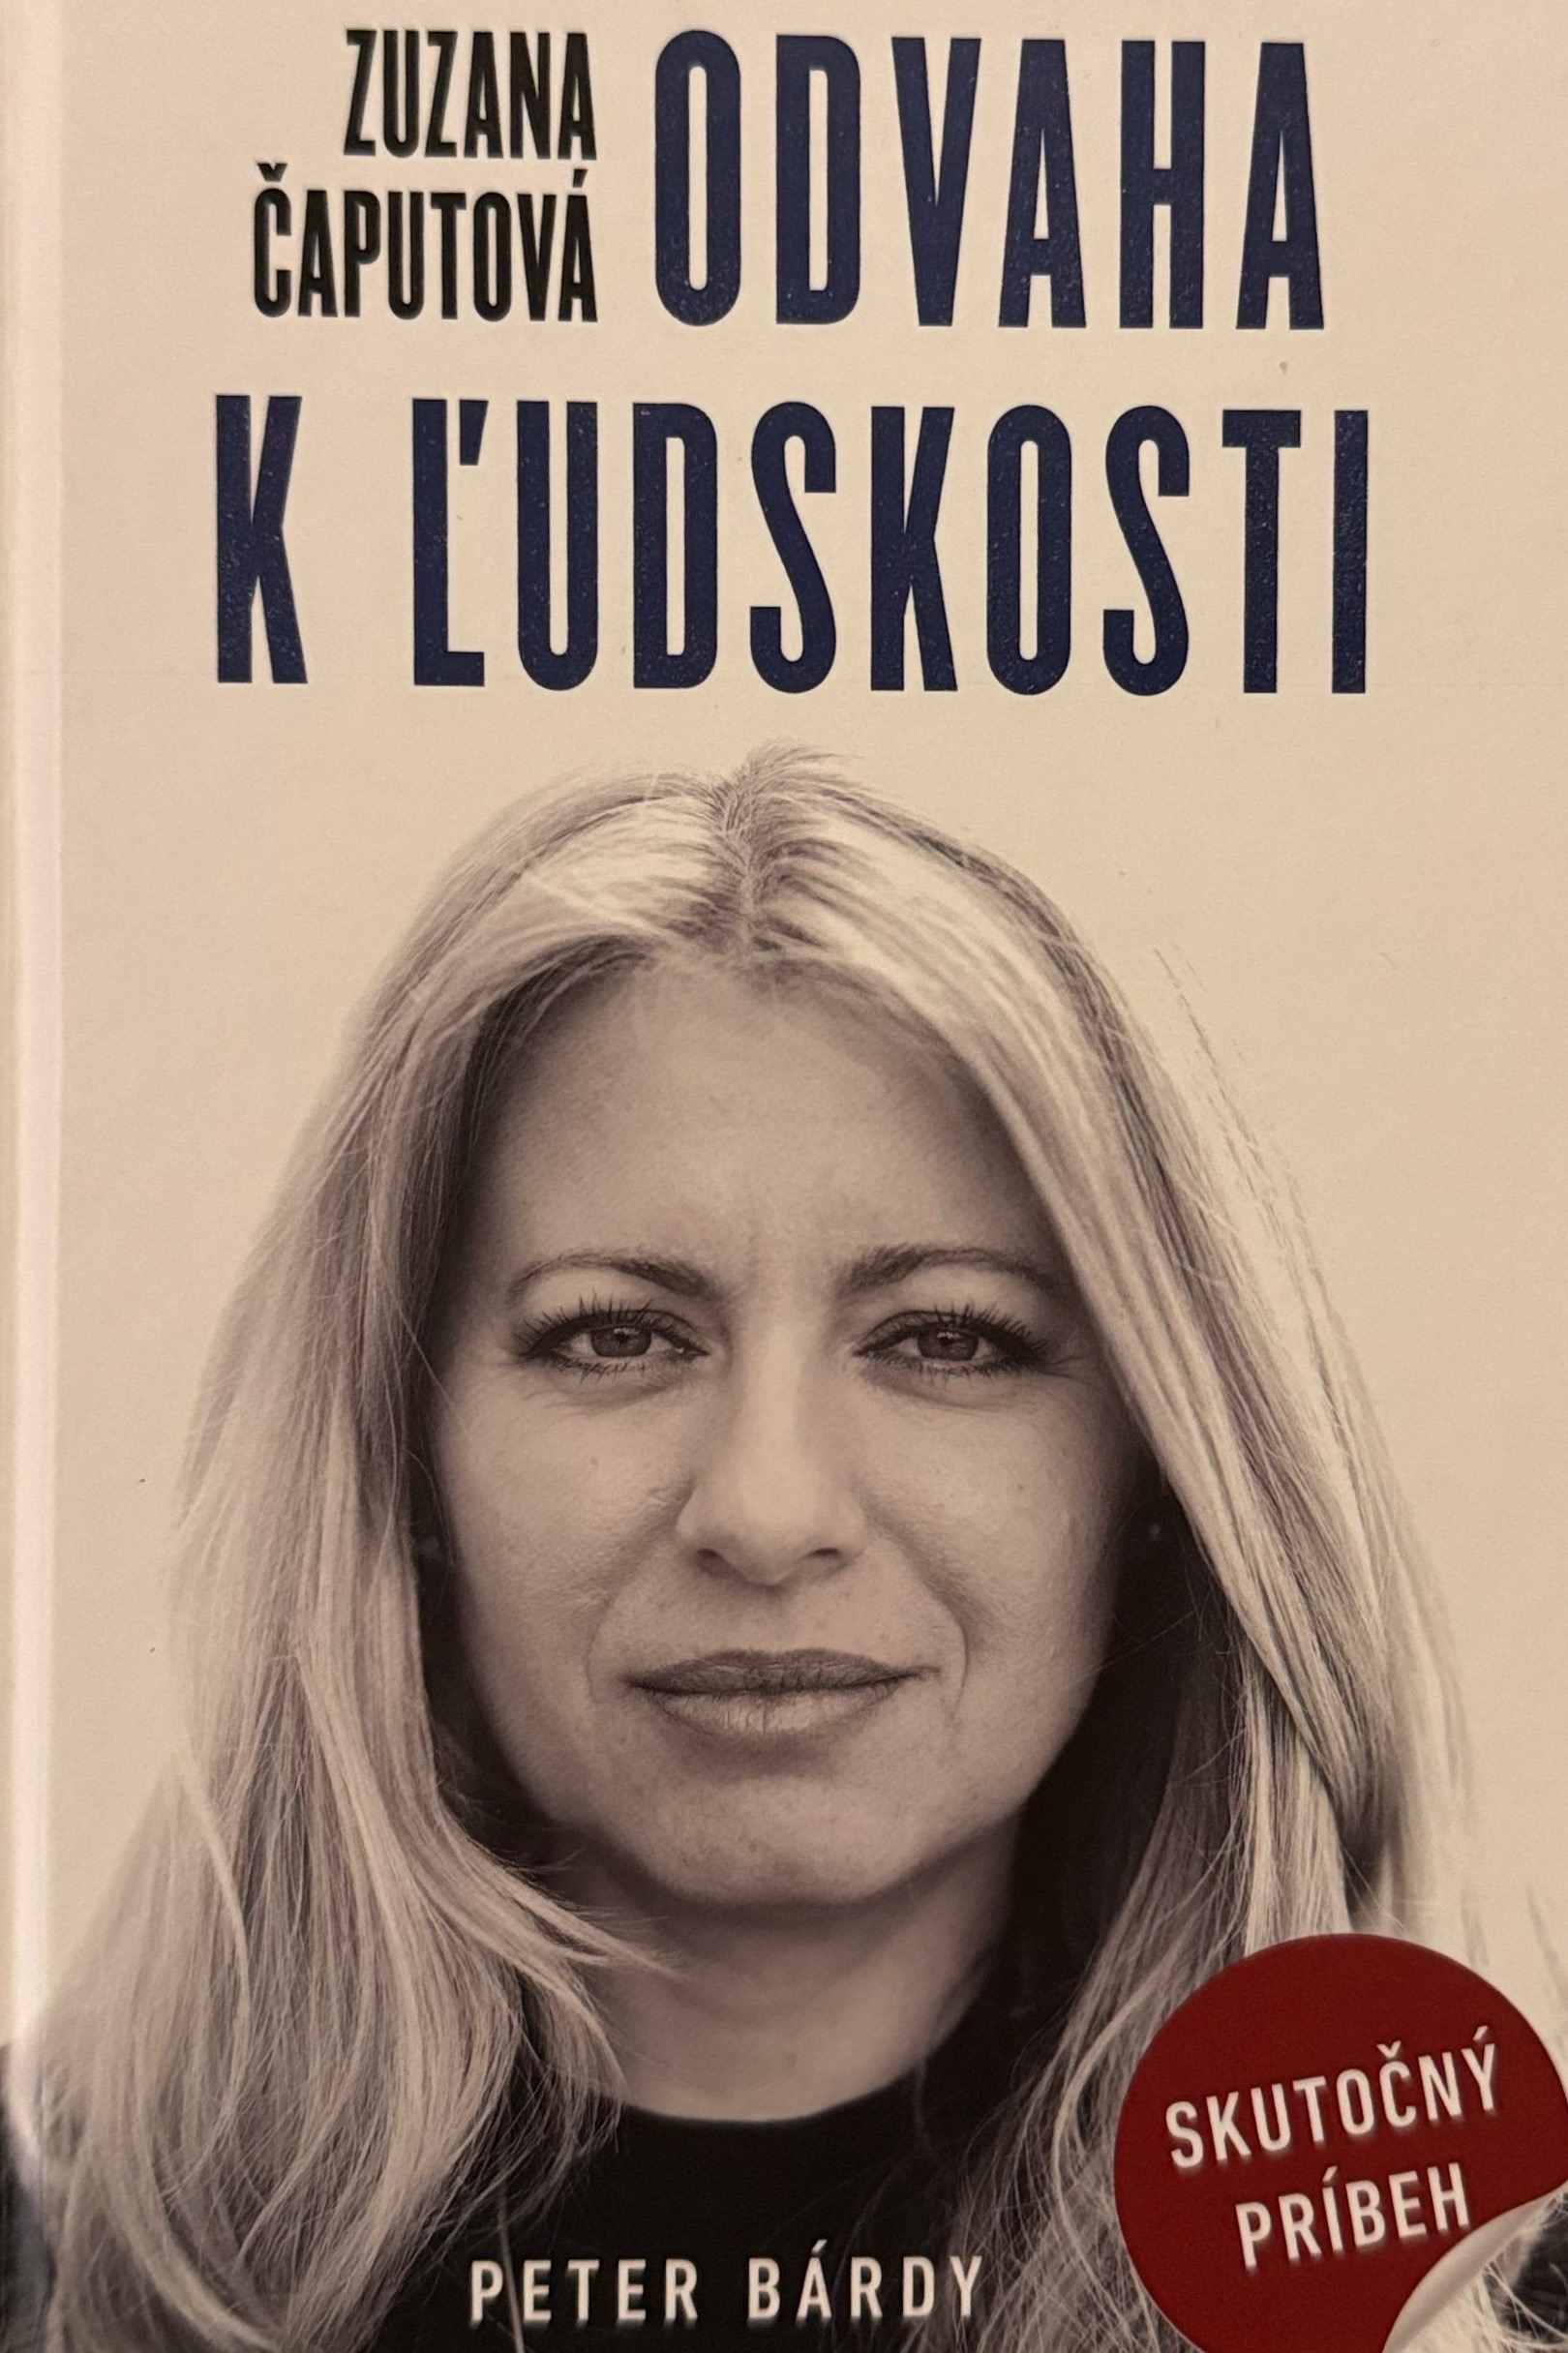 ZUZANA
ČAPUTOVÁ
ODVAHA
K ĽUDSKOSTI
SKUTOČNÝ
PRÍBEH
PETER BÁRDY